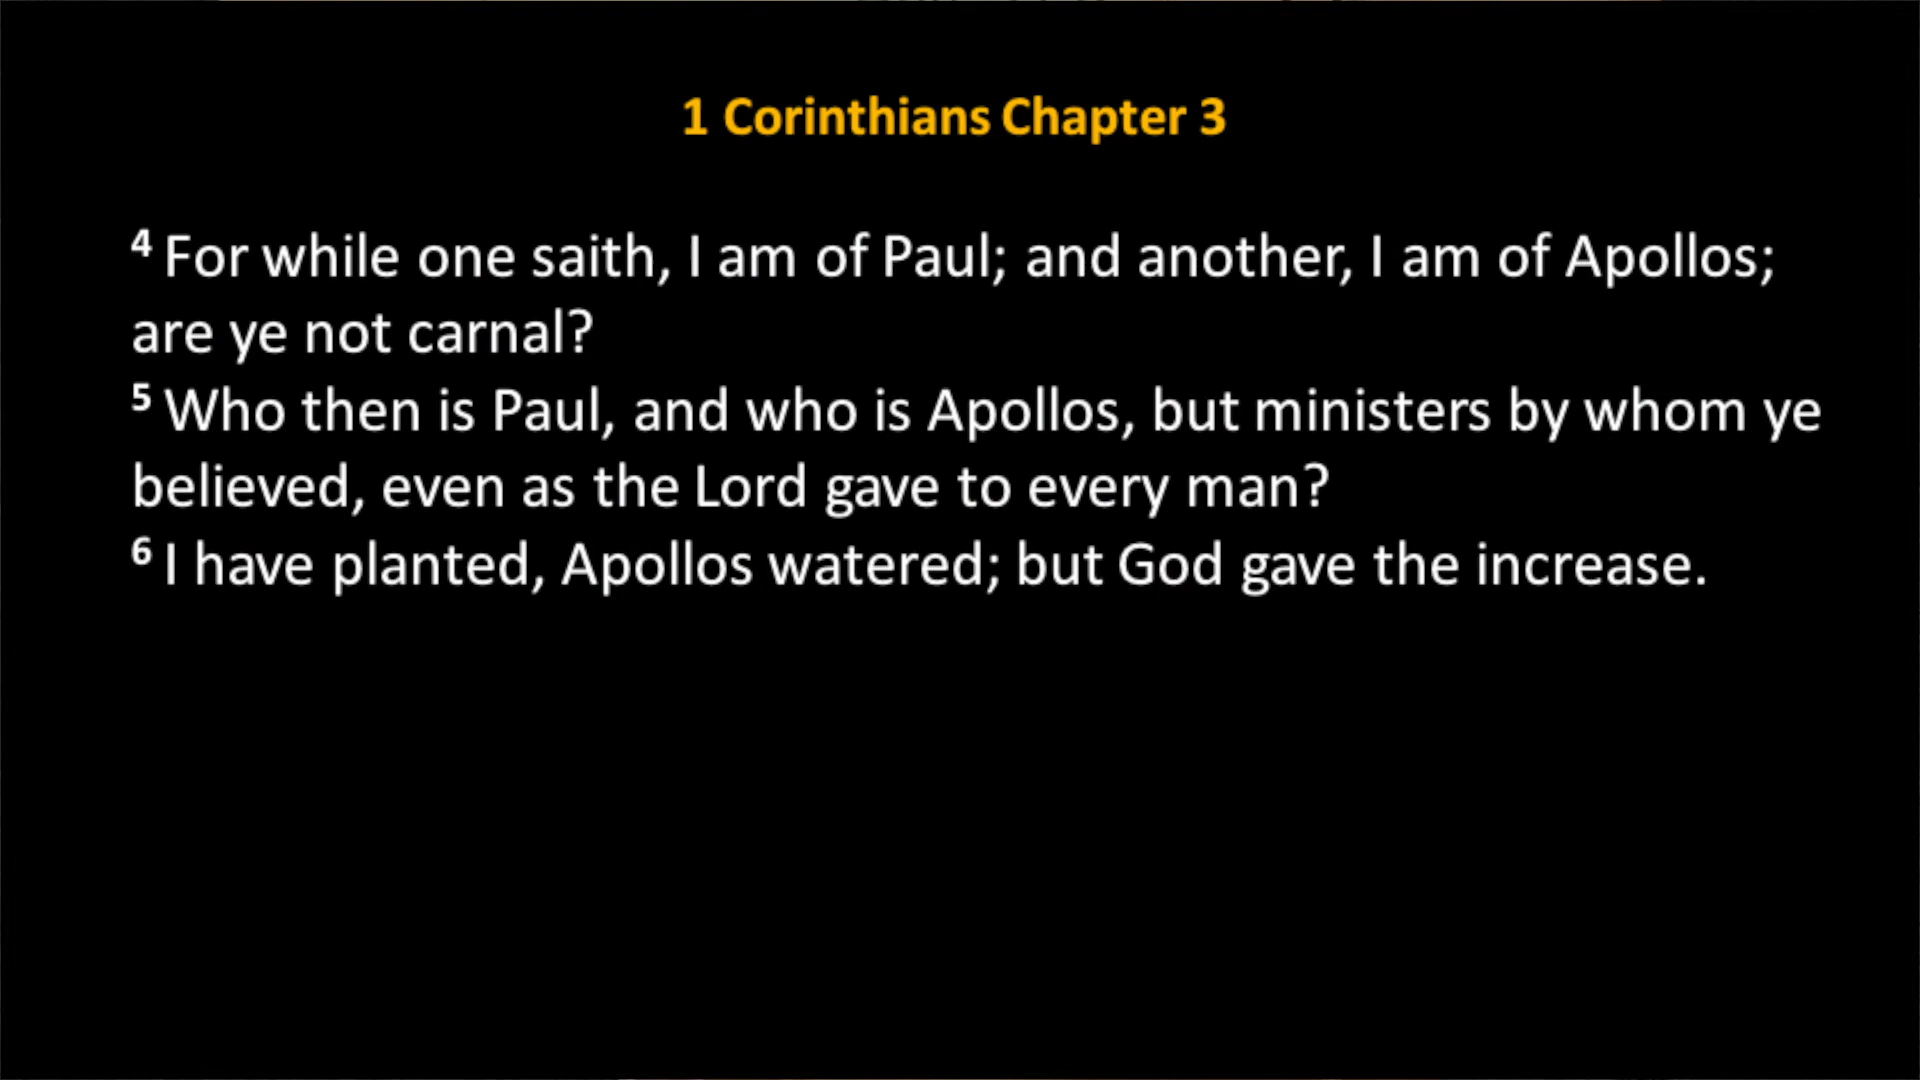 1 Corinthians Chapter 3
4 For while one saith, I am of Paul; and another, I am of Apollos;
are ye not carnal?
5 Who then is Paul, and who is Apollos, but ministers by whom ye
believed, even as the Lord gave to every man?
6 I have planted, Apollos watered; but God gave the increase.